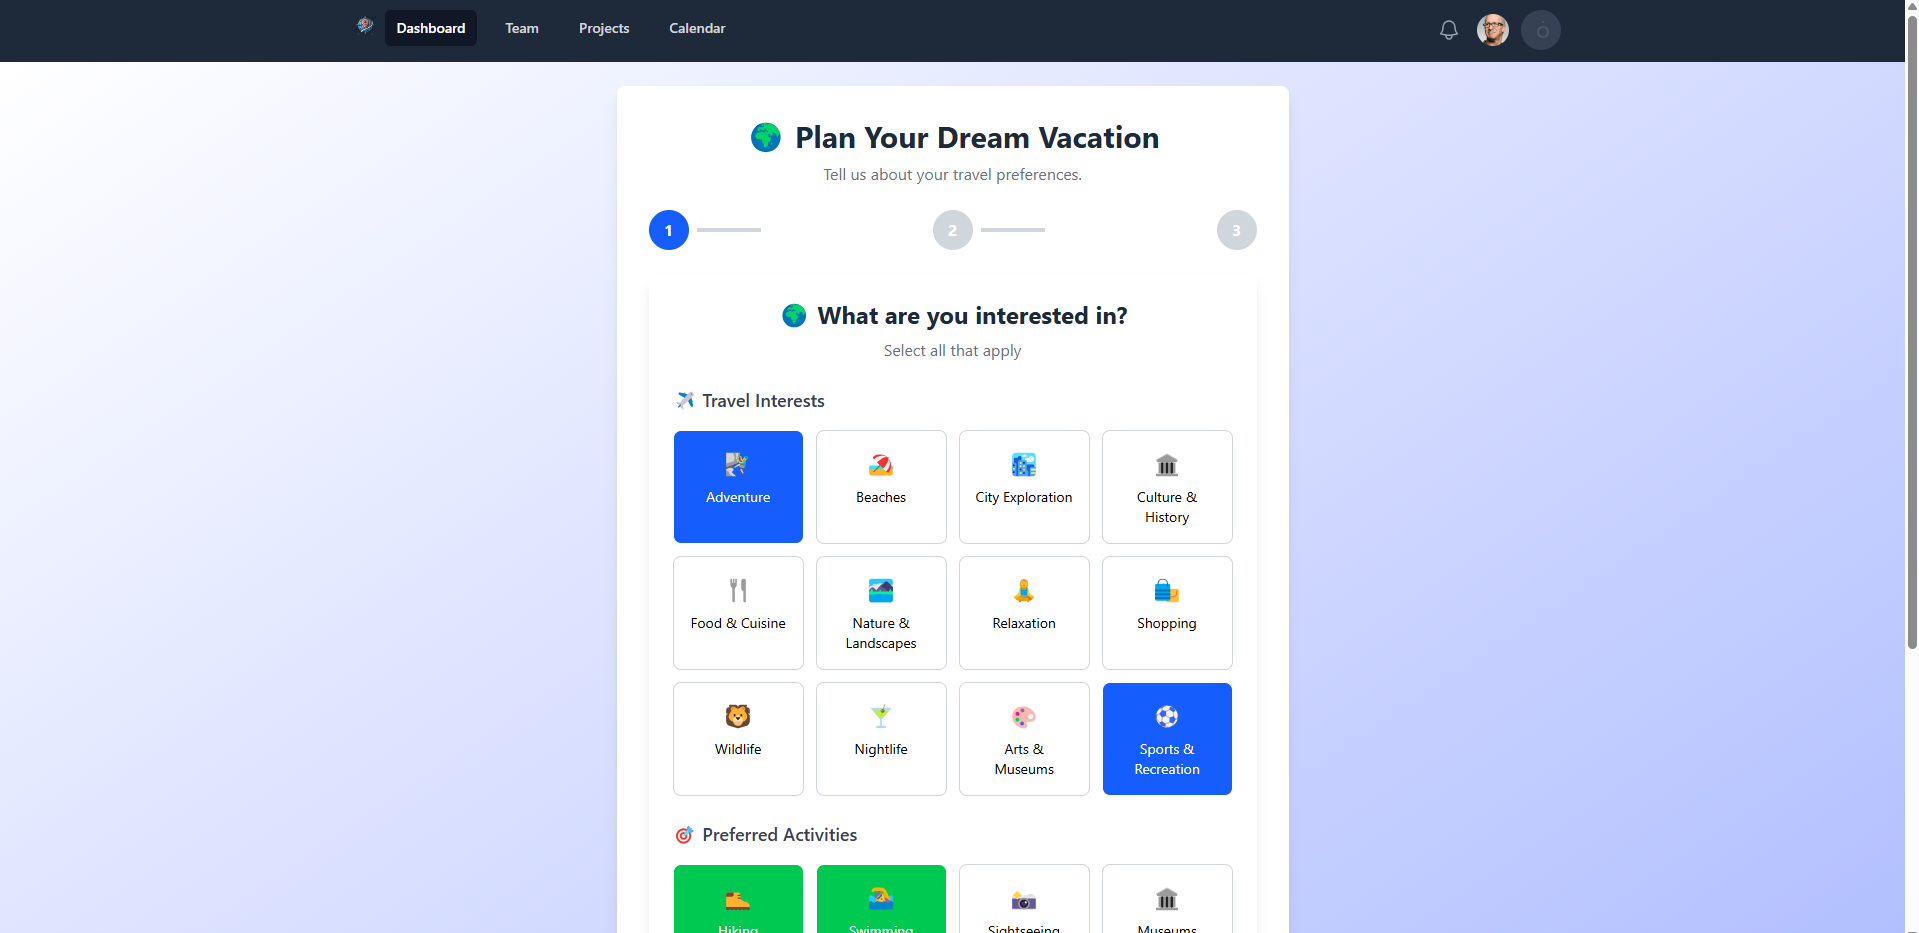 Dashboard
Team
Projects
Calendar
Plan Your Dream Vacation
Tell us about your travel preferences.
1
2
3
What are you interested in?
Select all that apply
Travel Interests
Adventure
Beaches
City Exploration
Culture &
History
Food & Cuisine
Nature &
Landscapes
Relaxation
Shopping
Wildlife
Nightlife
Arts &
Museums
Sports &
Recreation
Preferred Activities
Hiking
Swimming
Sightseeing
Museums